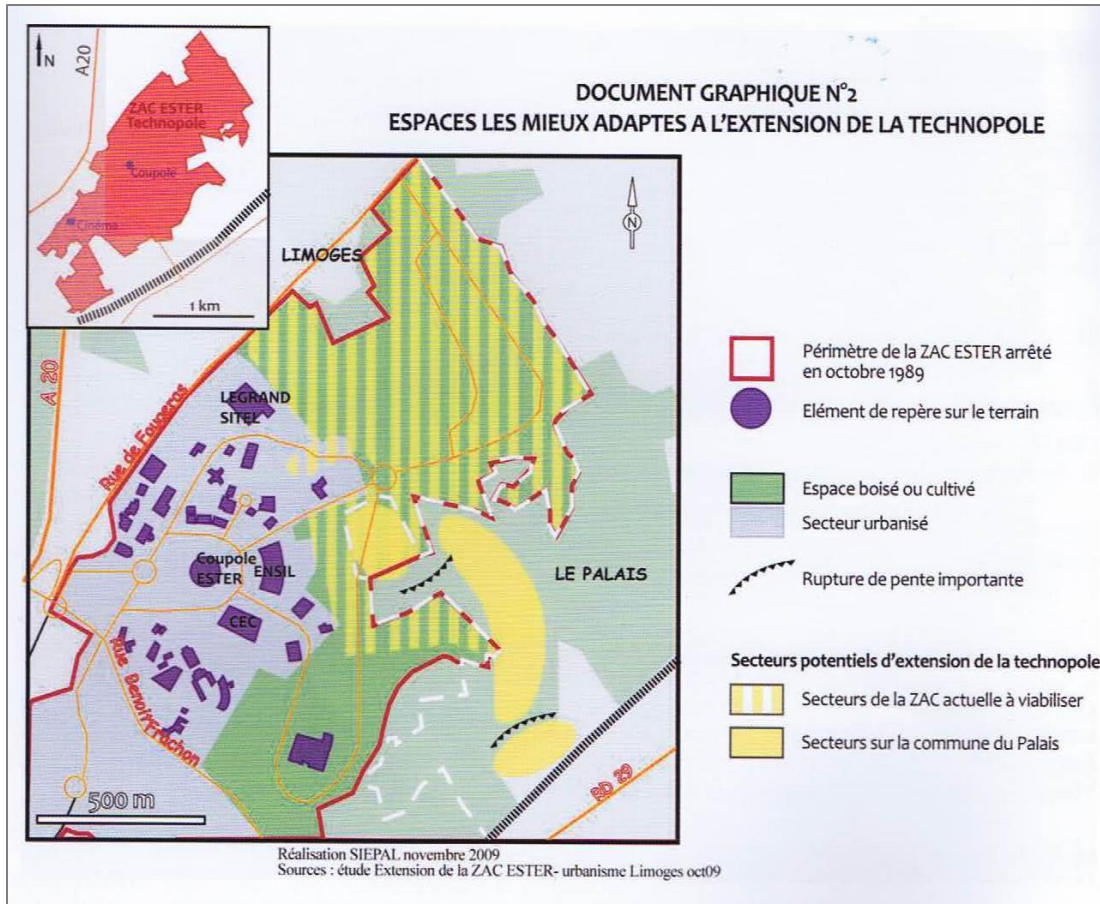 DOCUMENT GRAPHIQUE N°2
ESPACES LES MIEUX ADAPTES A L'EXTENSION DE LA TECHNOPOLE
N
A20
ZAC ESTER
Technopole
Coupole
Cinéma
1 km
N
LIMOGES
A 20
Rue de Fougeras
LEGRAND
SITEL
Coupole
ESTER
ENSIL
CEC
LE PALAIS
Rue Benoit Frachon
RD 29
500 m
Périmètre de la ZAC ESTER arrêté
en octobre 1989
Elément de repère sur le terrain
Espace boisé ou cultivé
Secteur urbanisé
Rupture de pente importante
Secteurs potentiels d'extension de la technopole
Secteurs de la ZAC actuelle à viabiliser
Secteurs sur la commune du Palais
Réalisation SIEPAL novembre 2009
Sources : étude Extension de la ZAC ESTER- urbanisme Limoges oct09